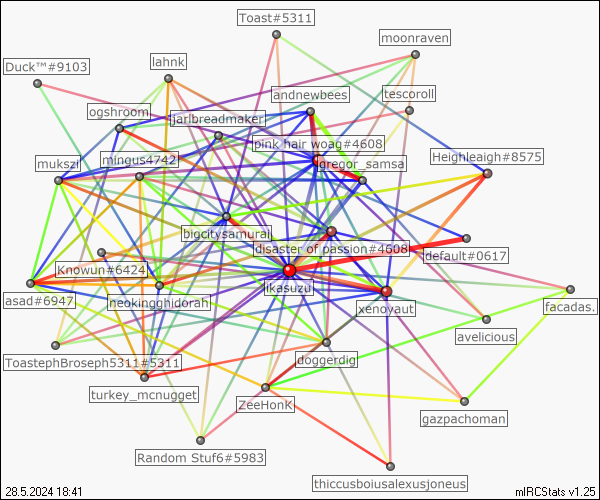 Toast#5311
moonraven
lahnk
Duck™#9103
andnewbees
tescoroll
ogshroom
jarlbreadmaker
pink hair woag#4608
mukszi
mingus4742
gregor_samsa
Heighleaigh#8575
bigcitysamurai
disaster of passion#4608
default#0617
Knowun#6424
likasuzu
asad#6947
neokingghidorah
xenovaut
facadas.
avelicious
ToastephBroseph5311#5311
doggerdig
turkey_mcnugget
ZeeHonK
gazpachoman
Random Stuf6#5983
thiccusboiusalexusjoneus
28.5.2024 18:41
mIRCStats v1.25